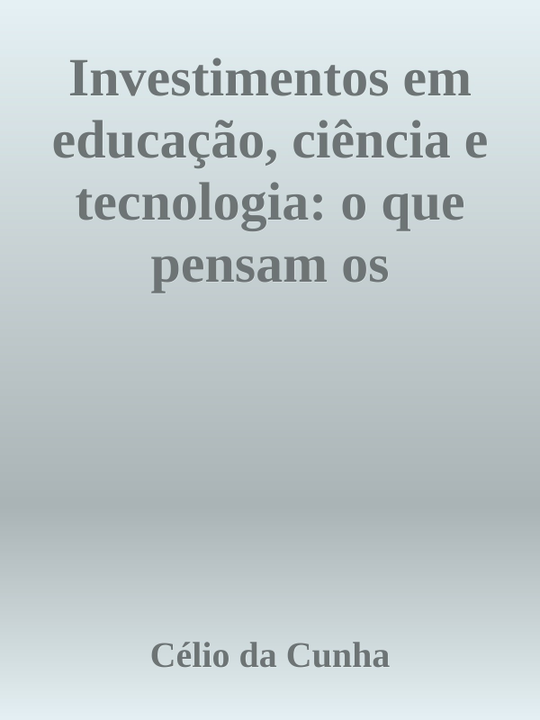 Investimentos em
educação, ciência e
tecnologia: o que
pensam os
Célio da Cunha